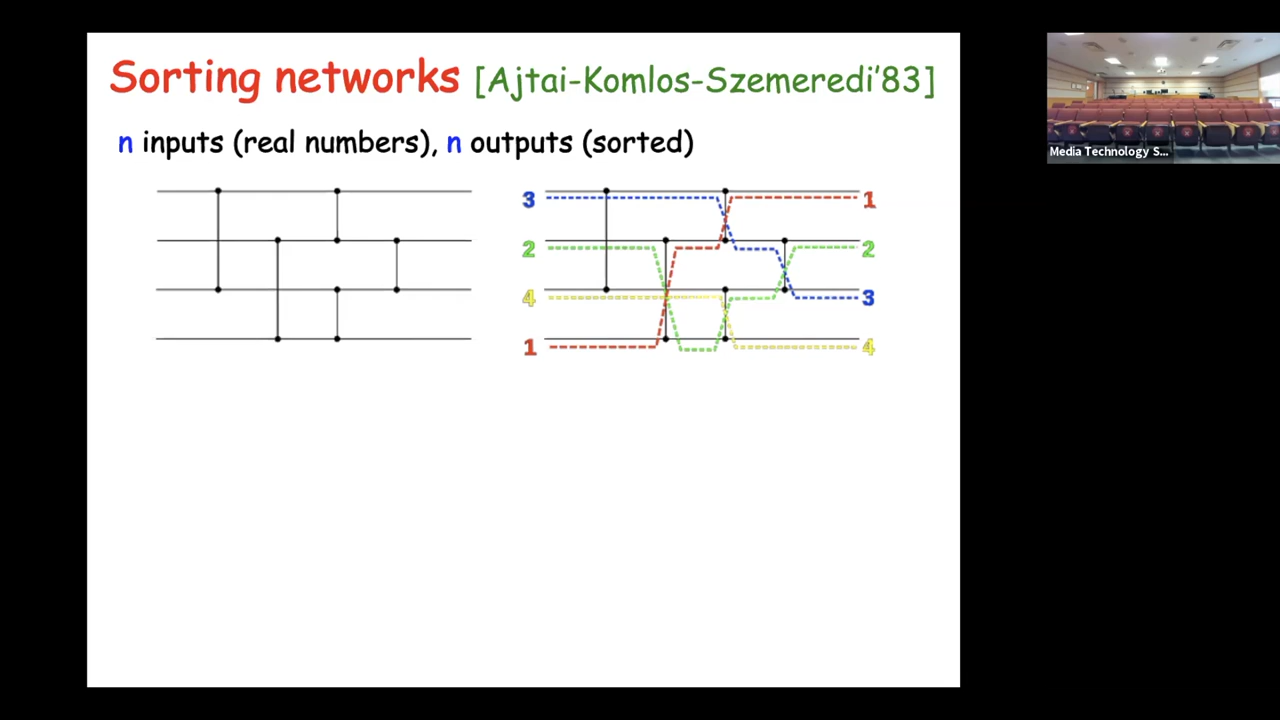 Sorting networks [Ajtai-Komlos-Szemeredi'83]
n inputs (real numbers), n outputs (sorted)
3 1
2 2
4 3
1 4
Media Technology S...